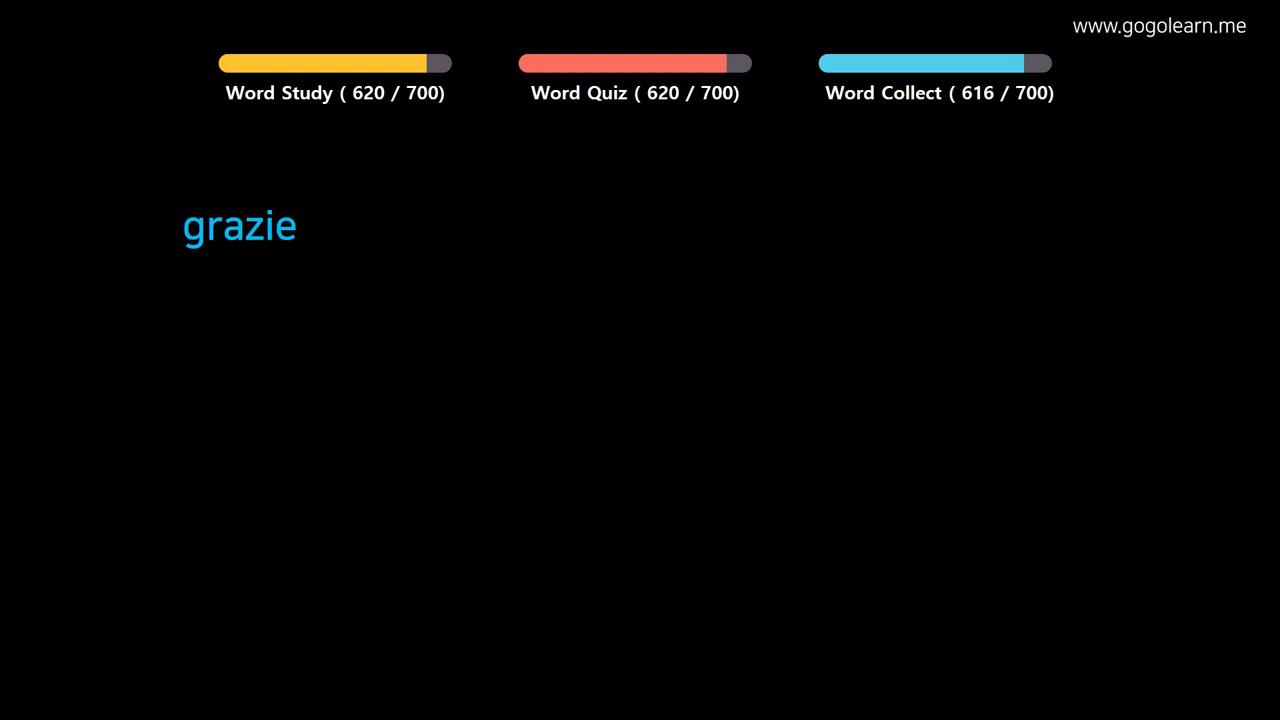 www.gogolearn.me
Word Study ( 620 / 700)
Word Quiz ( 620 / 700)
Word Collect ( 616 / 700)
grazie